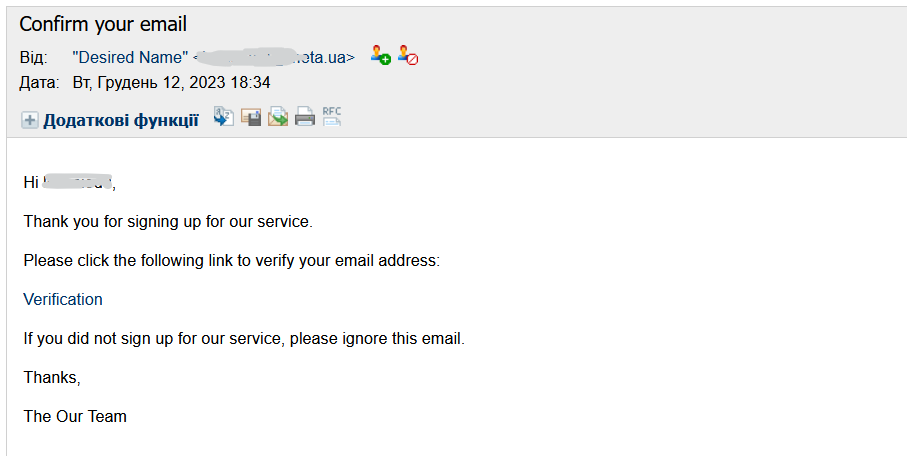 Confirm your email
Від: "Desired Name" < meta.ua>
Дата: Вт, Грудень 12, 2023 18:34
Додаткові функції RFC
Hi ,
Thank you for signing up for our service.
Please click the following link to verify your email address:
Verification
If you did not sign up for our service, please ignore this email.
Thanks,
The Our Team